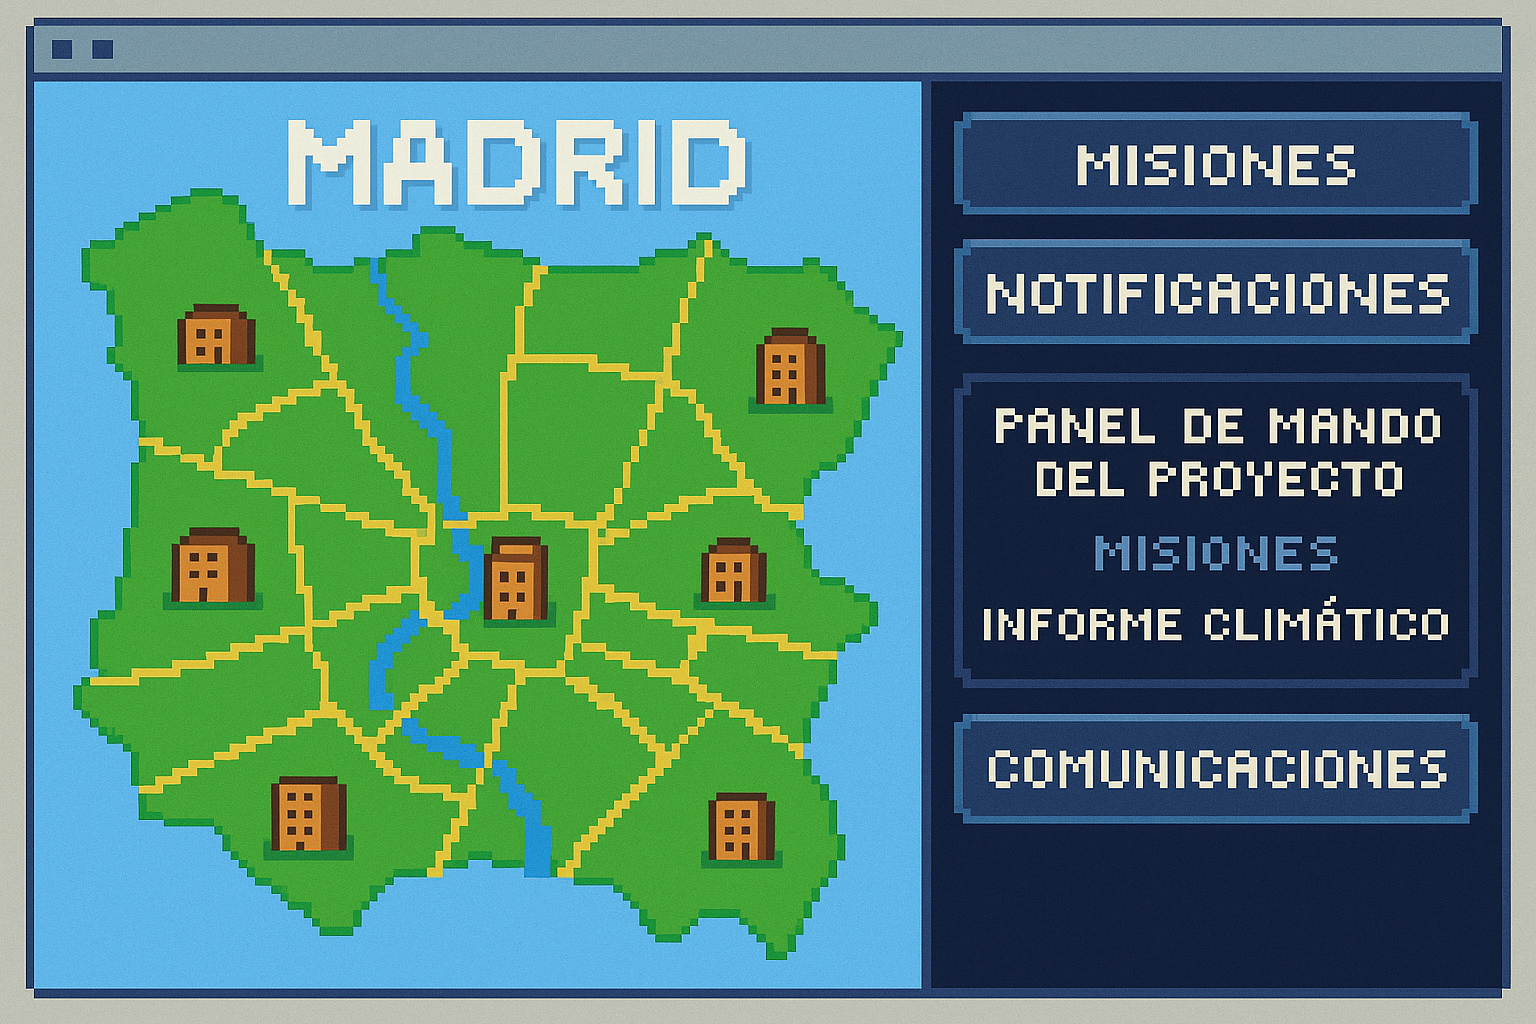 MADRID
MISIONES
NOTIFICACIONES
PANEL DE MANDO
DEL PROYECTO
MISIONES
INFORME CLIMÁTICO
COMUNICACIONES